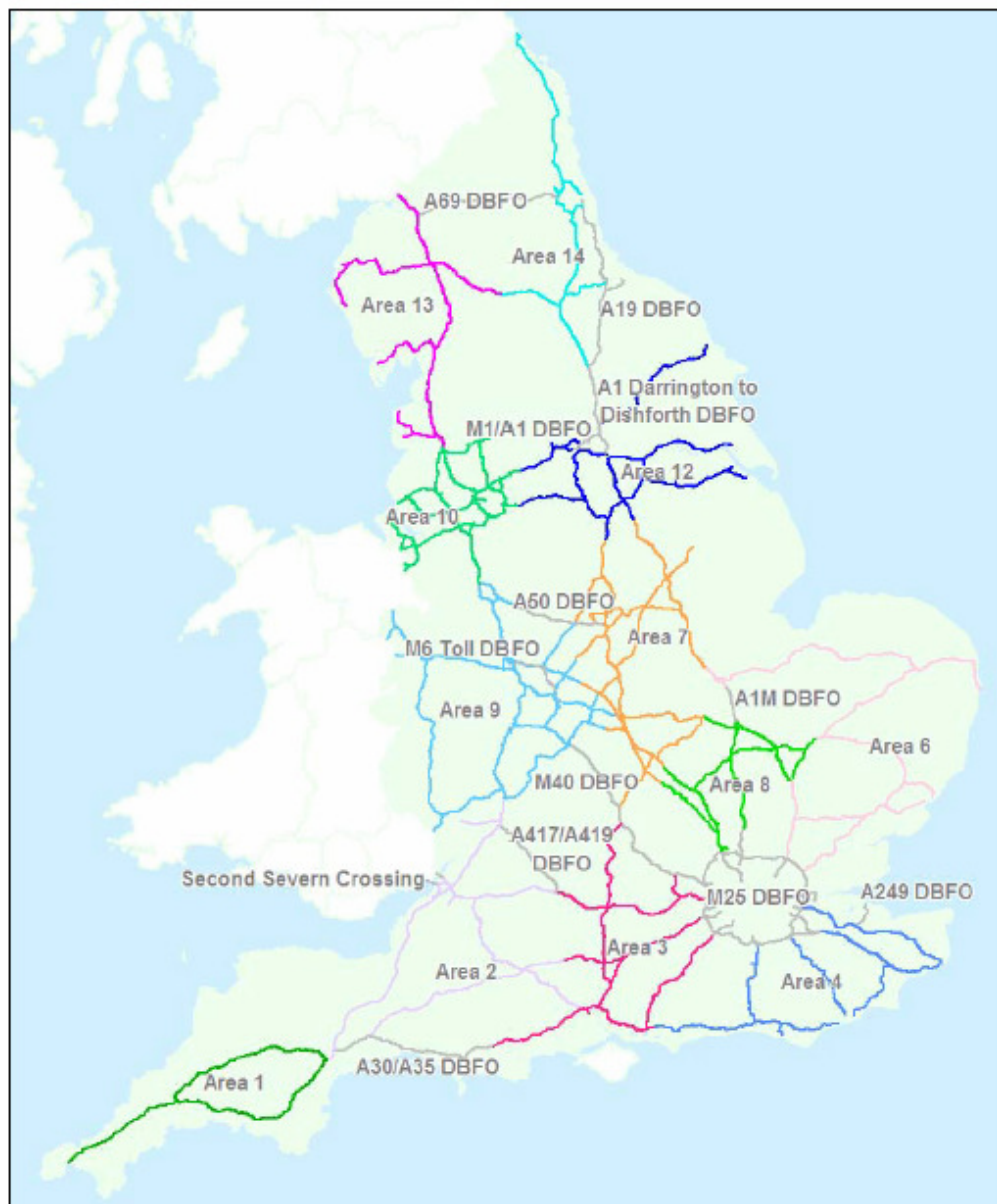 A69 DBFO
Area 14
Area 13
A19 DBFO
A1 Darrington to
Dishforth DBFO
M1/A1 DBFO
Area 12
Area 10
A50 DBFO
Area 7
M6 Toll DBFO
A1M DBFO
Area 9
Area 6
M40 DBFO
Area 8
A417/A419
DBFO
Second Severn Crossing
M25 DBFO
A249 DBFO
Area 3
Area 2
Area 4
A30/A35 DBFO
Area 1